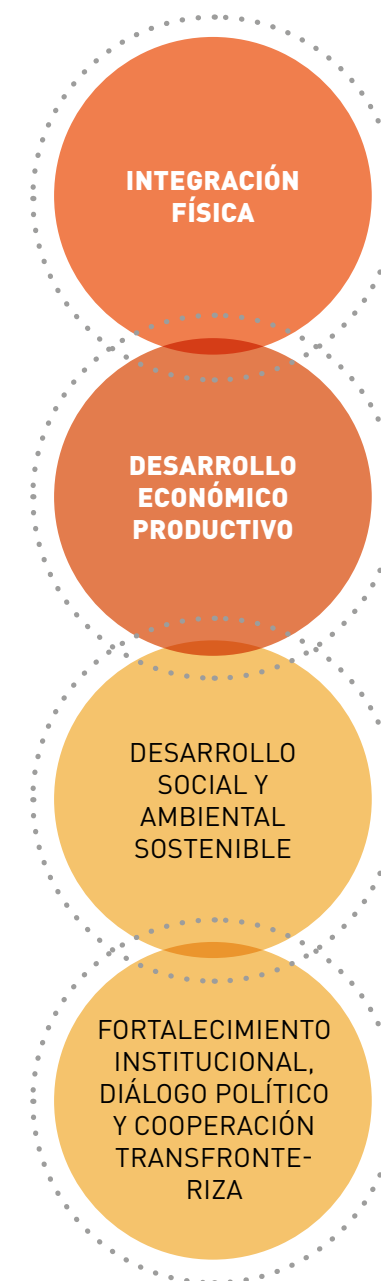 INTEGRACIÓN
FÍSICA
DESARROLLO
ECONÓMICO
PRODUCTIVO
DESARROLLO
SOCIAL Y
AMBIENTAL
SOSTENIBLE
FORTALECIMIENTO
INSTITUCIONAL,
DIÁLOGO POLÍTICO
Y COOPERACIÓN
TRANSFRONTE-
RIZA